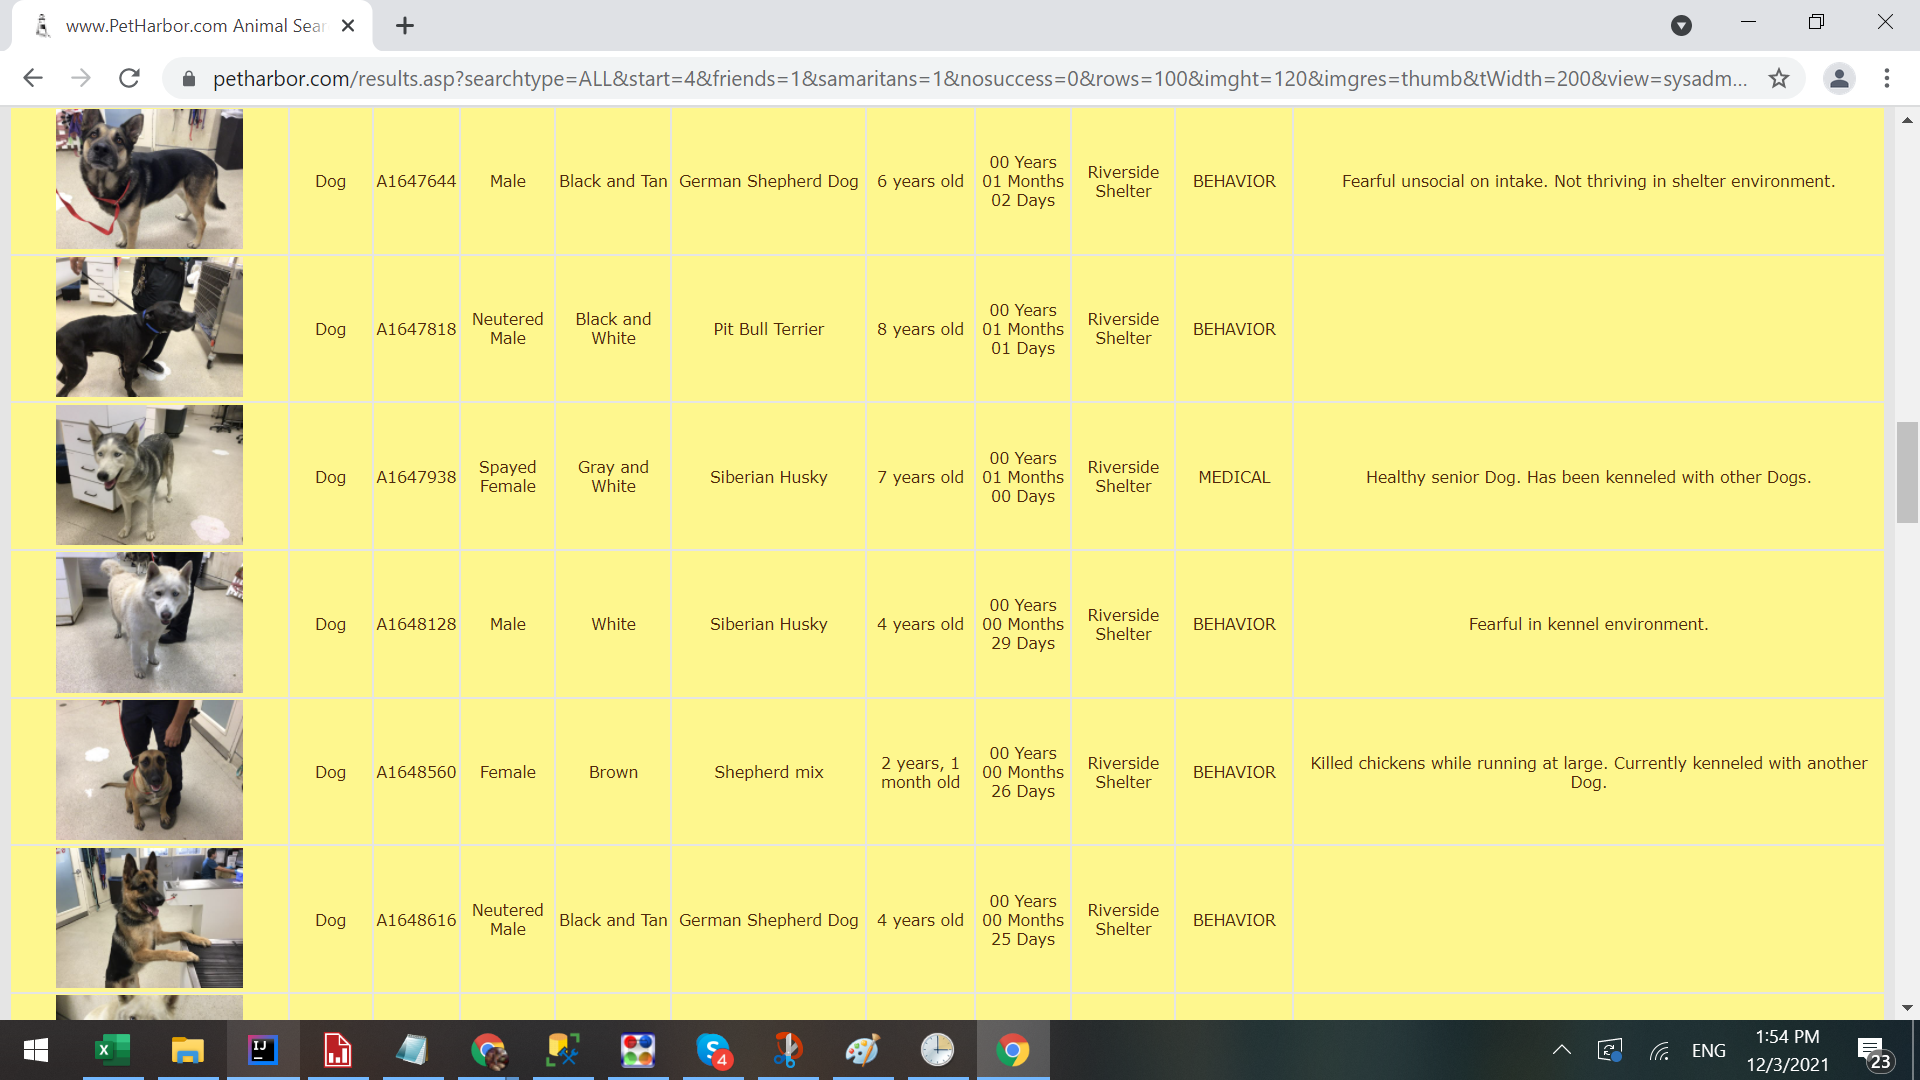 www.PetHarbor.com Animal Sear
petharbor.com/results.asp?searchtype=ALL&start=4&friends=1&samaritans=1&nosuccess=0&rows=100&imght=120&imgres=thumb&tWidth=200&view=sysadm...
Dog A1647644 Male Black and Tan German Shepherd Dog 6 years old 00 Years 01 Months 02 Days Riverside Shelter BEHAVIOR Fearful unsocial on intake. Not thriving in shelter environment.
Dog A1647818 Neutered Male Black and White Pit Bull Terrier 8 years old 00 Years 01 Months 01 Days Riverside Shelter BEHAVIOR
Dog A1647938 Spayed Female Gray and White Siberian Husky 7 years old 00 Years 01 Months 00 Days Riverside Shelter MEDICAL Healthy senior Dog. Has been kenneled with other Dogs.
Dog A1648128 Male White Siberian Husky 4 years old 00 Years 00 Months 29 Days Riverside Shelter BEHAVIOR Fearful in kennel environment.
Dog A1648560 Female Brown Shepherd mix 2 years, 1 month old 00 Years 00 Months 26 Days Riverside Shelter BEHAVIOR Killed chickens while running at large. Currently kenneled with another Dog.
Dog A1648616 Neutered Male Black and Tan German Shepherd Dog 4 years old 00 Years 00 Months 25 Days Riverside Shelter BEHAVIOR
IJ
4
ENG
1:54 PM
12/3/2021
23